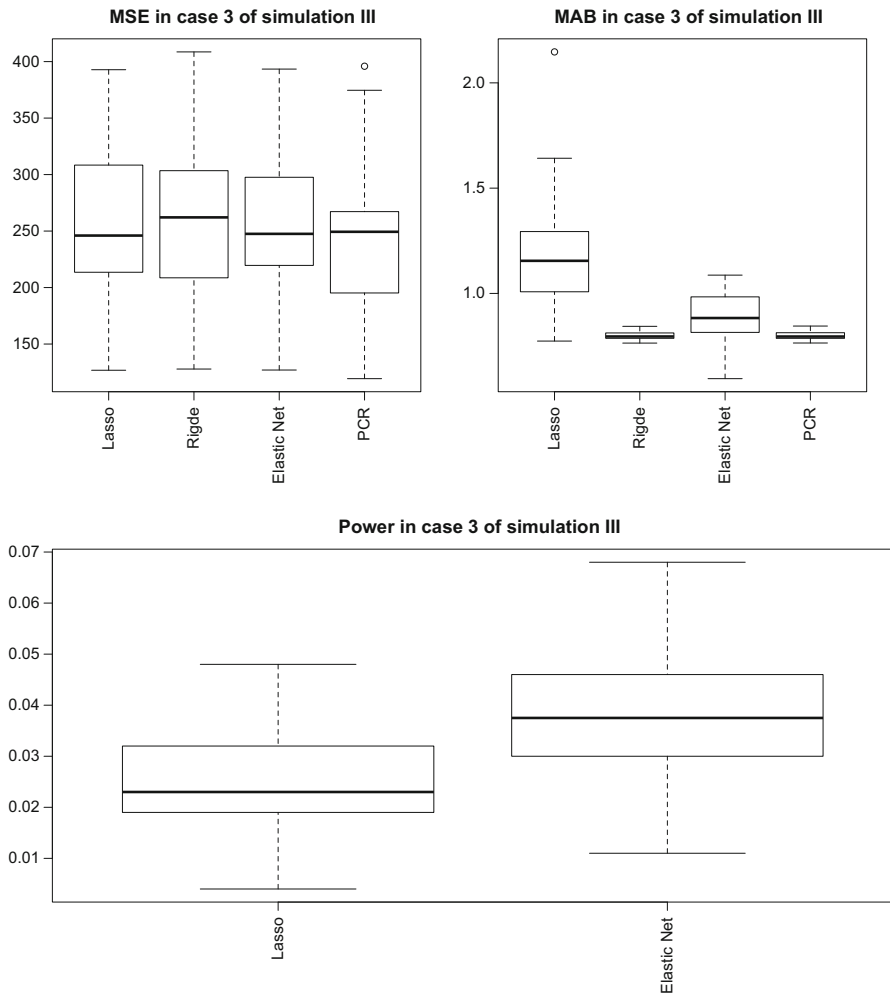 MSE in case 3 of simulation III
400
350
300
250
200
150
Lasso
Rigde
Elastic Net
PCR
MAB in case 3 of simulation III
2.0
1.5
1.0
Lasso
Rigde
Elastic Net
PCR
Power in case 3 of simulation III
0.07
0.06
0.05
0.04
0.03
0.02
0.01
Lasso
Elastic Net